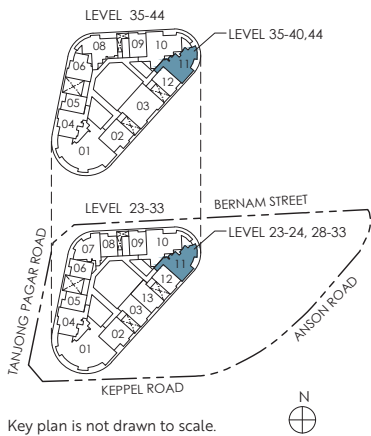 LEVEL 35-44
LEVEL 35-40,44
08
09
10
06
11
12
05
03
04
02
01
LEVEL 23-33
BERNAM STREET
LEVEL 23-24, 28-33
TANJONG PAGAR ROAD
07
08
09
10
06
11
12
05
13
03
04
02
01
ANSON ROAD
KEPPEL ROAD
N
Key plan is not drawn to scale.